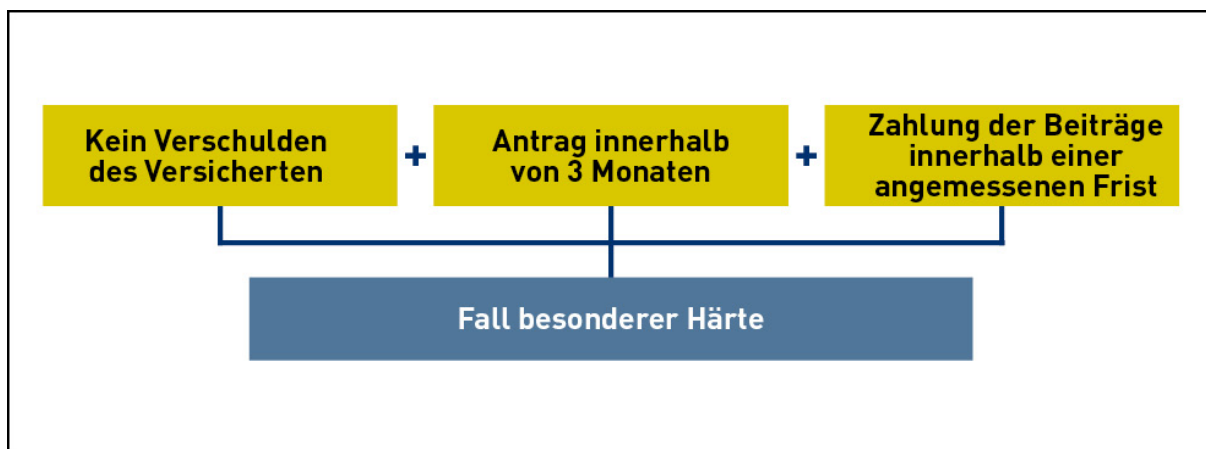 Kein Verschulden
des Versicherten
+
Antrag innerhalb
von 3 Monaten
+
Zahlung der Beiträge
innerhalb einer
angemessenen Frist
Fall besonderer Härte